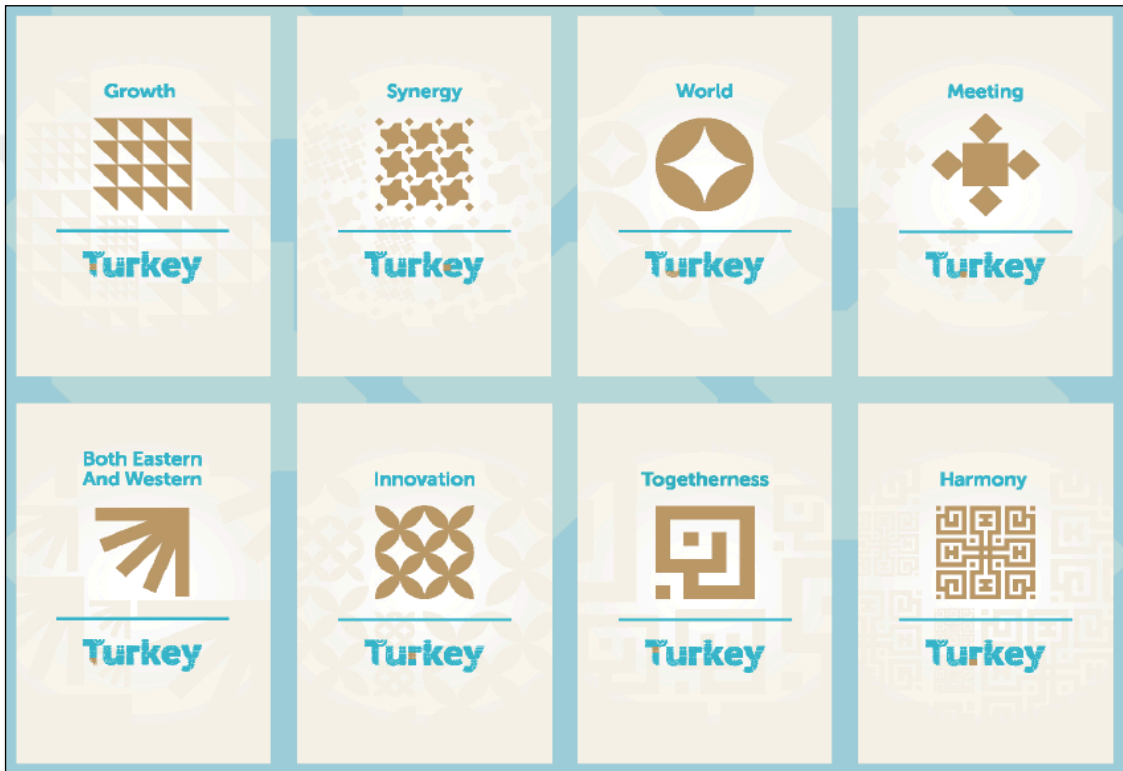 Growth
Turkey
Synergy
Turkey
World
Turkey
Meeting
Turkey
Both Eastern
And Western
Turkey
Innovation
Turkey
Togetherness
Turkey
Harmony
Turkey